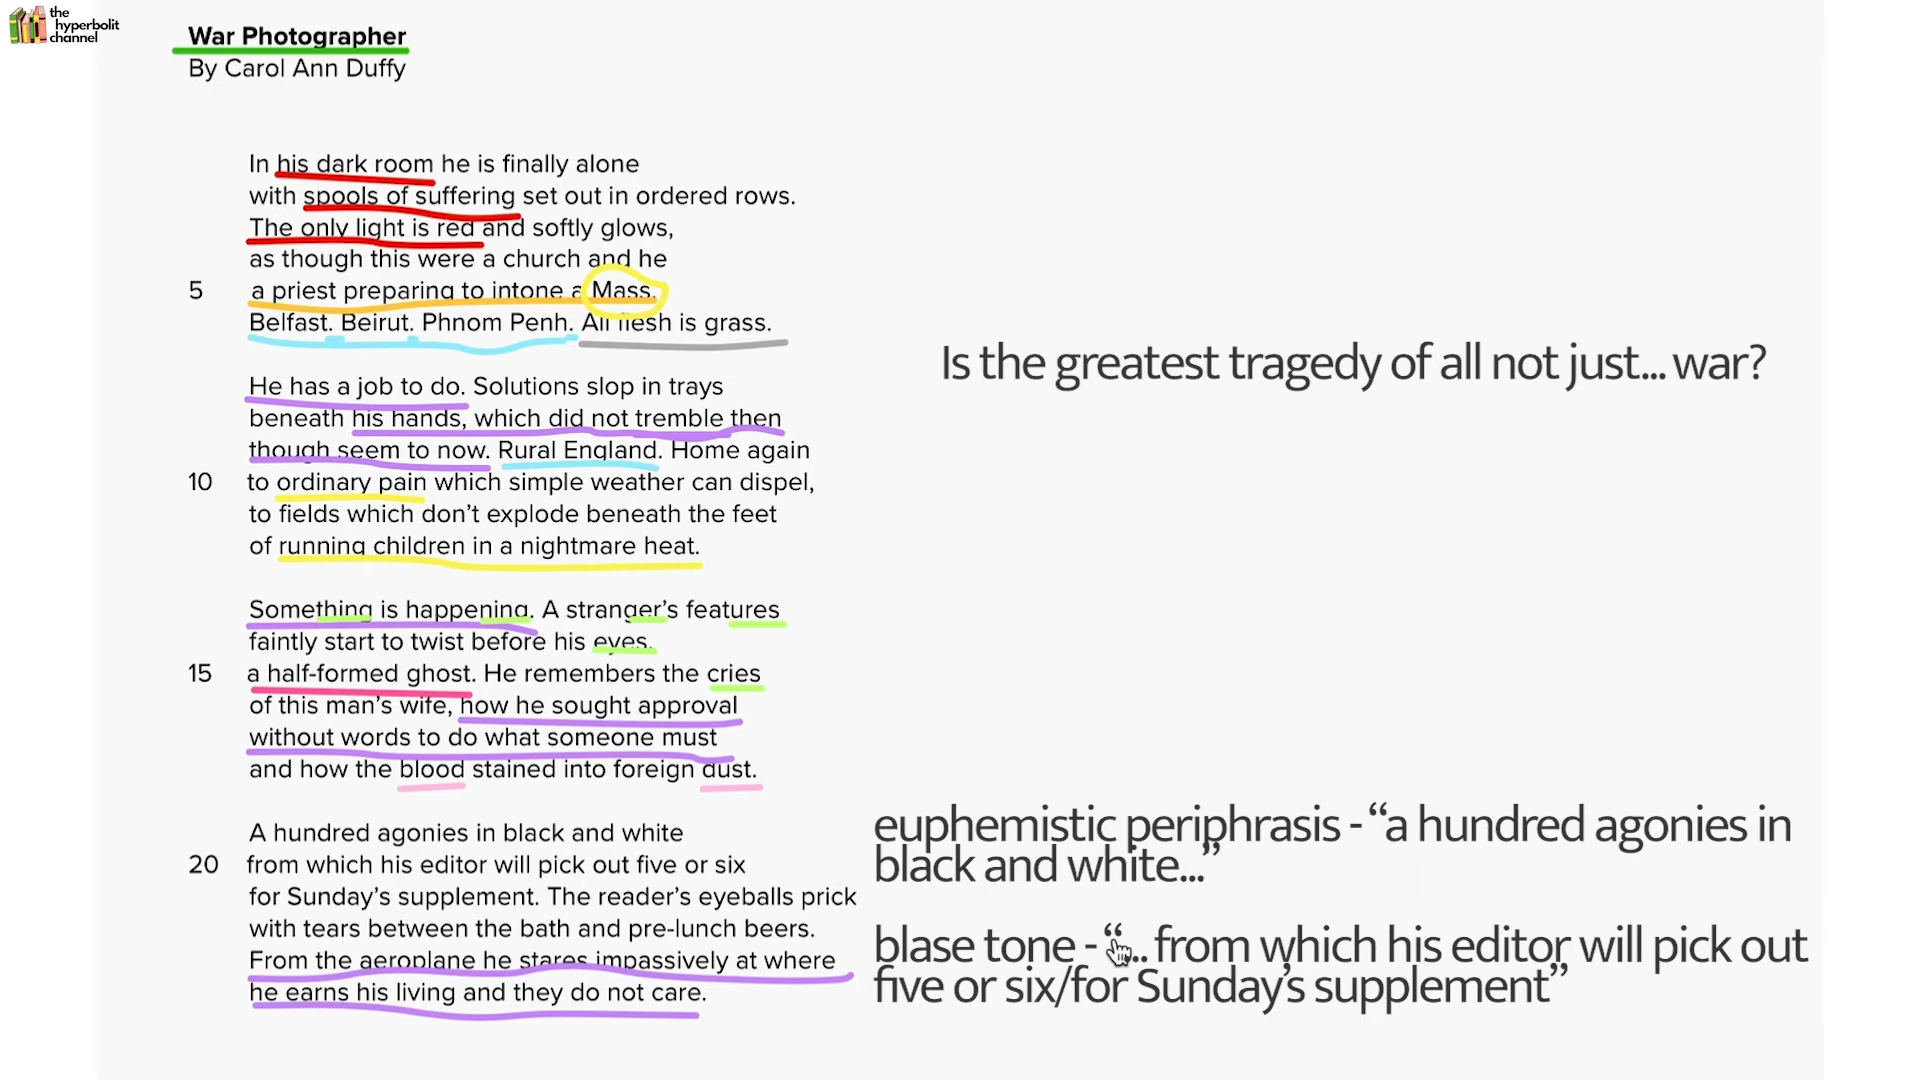 the
hyperbolit
channel
War Photographer
By Carol Ann Duffy
In his dark room he is finally alone
with spools of suffering set out in ordered rows.
The only light is red and softly glows,
as though this were a church and he
5 a priest preparing to intone a Mass.
Belfast. Beirut. Phnom Penh. All flesh is grass.
He has a job to do. Solutions slop in trays
beneath his hands, which did not tremble then
though seem to now. Rural England. Home again
10 to ordinary pain which simple weather can dispel,
to fields which don’t explode beneath the feet
of running children in a nightmare heat.
Something is happening. A stranger’s features
faintly start to twist before his eyes.
15 a half-formed ghost. He remembers the cries
of this man’s wife, how he sought approval
without words to do what someone must
and how the blood stained into foreign dust.
A hundred agonies in black and white
20 from which his editor will pick out five or six
for Sunday’s supplement. The reader’s eyeballs prick
with tears between the bath and pre-lunch beers.
From the aeroplane he stares impassively at where
he earns his living and they do not care.
Is the greatest tragedy of all not just... war?
euphemistic periphrasis - “a hundred agonies in
black and white...”
blase tone - “... from which his editor will pick out
five or six/for Sunday’s supplement”